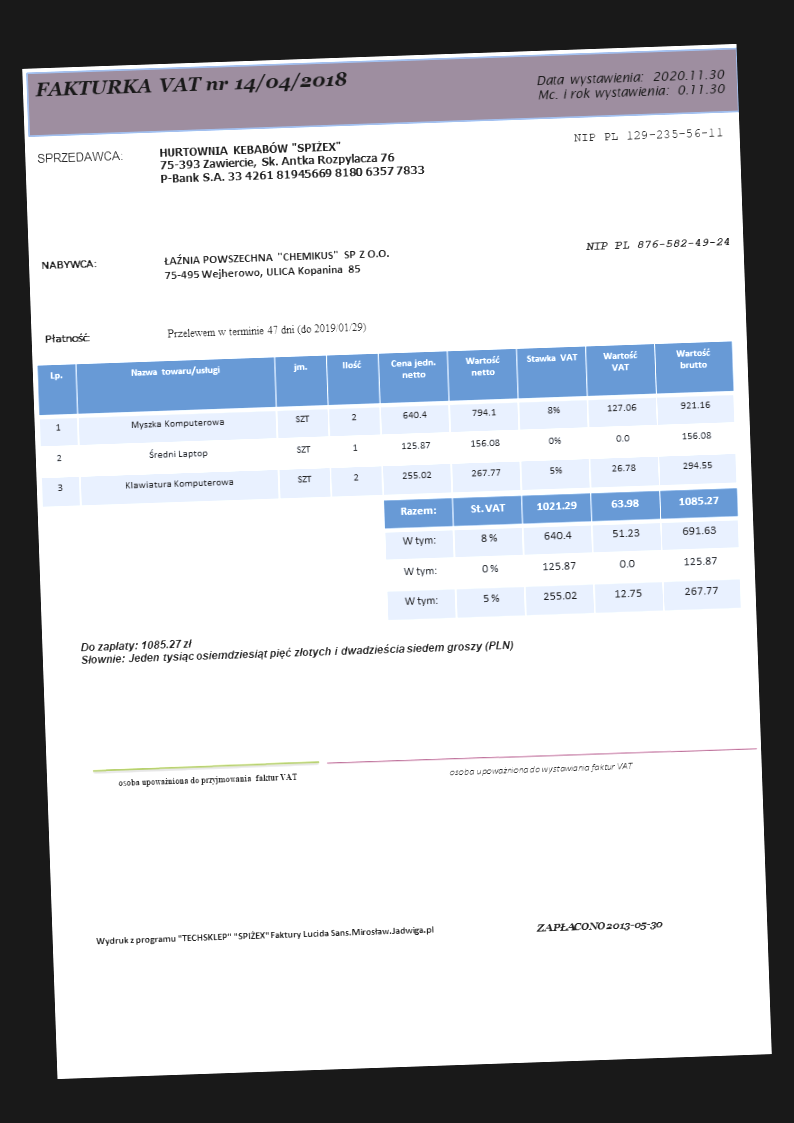 FAKTURKA VAT nr 14/04/2018
Data wystawienia: 2020.11.30
Mc. i rok wystawienia: 0.11.30
NIP PL 129-235-56-11
SPRZEDAWCA: HURTOWNIA KEBABÓW "SPIŻEX"
75-393 Zawiercie, Sk. Antka Rozpylacza 76
P-Bank S.A. 33 4261 81945669 8180 6357 7833
NIP PL 876-582-49-24
NABYWCA: ŁAŹNIA POWSZECHNA "CHEMIKUS" SP Z O.O.
75-495 Wejherowo, ULICA Kopanina 85
Płatność: Przelewem w terminie 47 dni (do 2019/01/29)
Lp. Nazwa towaru/usługi jm. Ilość Cena jedn. netto Wartość netto Stawka VAT Wartość VAT Wartość brutto
1 Myszka Komputerowa SZT 2 640.4 794.1 8% 127.06 921.16
2 Średni Laptop SZT 1 125.87 156.08 0% 0.0 156.08
3 Klawiatura Komputerowa SZT 2 255.02 267.77 5% 26.78 294.55
Razem: St. VAT 1021.29 63.98 1085.27
W tym: 8 % 640.4 51.23 691.63
W tym: 0 % 125.87 0.0 125.87
W tym: 5 % 255.02 12.75 267.77
Do zapłaty: 1085.27 zł
Słownie: Jeden tysiąc osiemdziesiąt pięć złotych i dwadzieścia siedem groszy (PLN)
osoba upoważniona do przyjmowania faktur VAT
osoba upoważniona do wystawiania faktur VAT
Wydruk z programu "TECHSKLEP" "SPIŻEX" Faktury Lucida Sans.Mirosław.Jadwiga.pl
ZAPŁACONO 2013-05-30